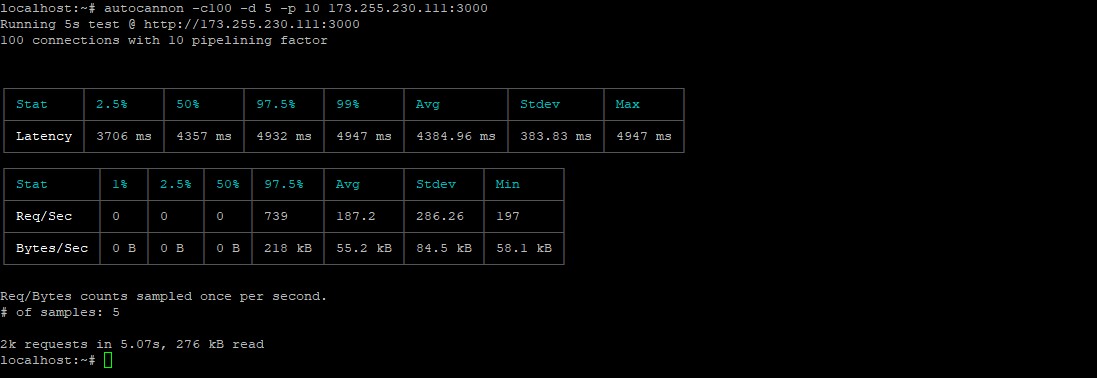 localhost:~# autocannon -c100 -d 5 -p 10 173.255.230.111:3000
Running 5s test @ http://173.255.230.111:3000
100 connections with 10 pipelining factor
Stat 2.5% 50% 97.5% 99% Avg Stdev Max
Latency 3706 ms 4357 ms 4932 ms 4947 ms 4384.96 ms 383.83 ms 4947 ms
Stat 1% 2.5% 50% 97.5% Avg Stdev Min
Req/Sec 0 0 0 739 187.2 286.26 197
Bytes/Sec 0 B 0 B 0 B 218 kB 55.2 kB 84.5 kB 58.1 kB
Req/Bytes counts sampled once per second.
# of samples: 5
2k requests in 5.07s, 276 kB read
localhost:~#